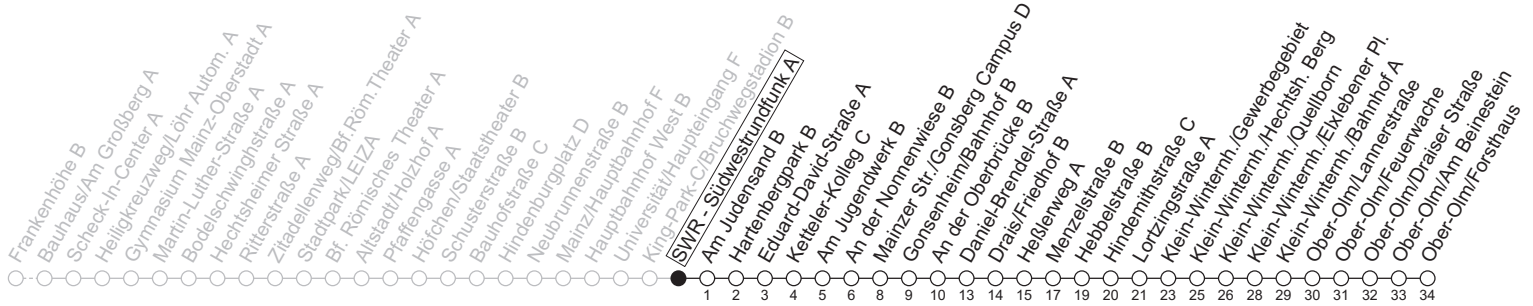 Frankenhöhe B
Bauhaus/Am Großberg A
Scheck-In-Center A
Heiligkreuzweg/Löhr Autom. A
Gymnasium Mainz-Oberstadt A
Martin-Luther-Straße A
Bodelschwinghstraße A
Hechtsheimer Straße A
Ritterstraße A
Zitadellenweg/Bf.Röm.Theater A
Stadtpark/LEIZA
Bf. Römisches Theater A
Altstadt/Holzhof A
Pfaffengasse A
Höfchen/Staatstheater B
Schusterstraße B
Bauhofstraße C
Hindenburgplatz D
Neubrunnenstraße B
Mainz/Hauptbahnhof F
Hauptbahnhof West B
Universität/Haupteingang F
King-Park-C/Bruchwegstadion B
SWR - Südwestrundfunk A
Am Judensand B
Hartenbergpark B
Eduard-David-Straße A
Ketteler-Kolleg C
Am Jugendwerk B
An der Nonnenwiese B
Mainzer Str./Gonsberg Campus D
Gonsenheim/Bahnhof B
An der Oberbrücke B
Daniel-Brendel-Straße A
Drais/Friedhof B
Heßlenweg A
Menzelstraße B
Hebbelstraße B
Hindemithstraße C
Lortzingstraße A
Klein-Winternh./Gewerbegebiet
Klein-Winternh./Hechtsh. Berg
Klein-Winternh./Quellborn
Klein-Winternh./Exlebener Pl.
Klein-Winternh./Bahnhof A
Ober-Olm/Lannerstraße
Ober-Olm/Feuerwache
Ober-Olm/Draiser Straße
Ober-Olm/Am Beinestein
Ober-Olm/Forsthaus
1 2 3 4 5 6 8 9 10 13 14 15 17 19 20 21 23 25 26 28 29 30 31 32 33 34